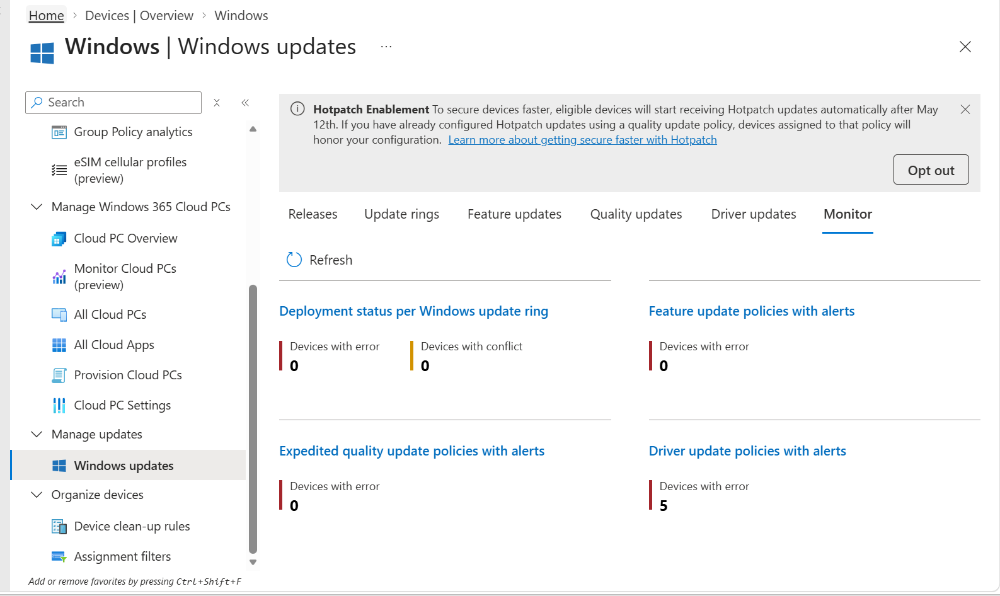 Home > Devices | Overview > Windows
Windows | Windows updates ...
Search
Group Policy analytics
eSIM cellular profiles
(preview)
Manage Windows 365 Cloud PCs
Cloud PC Overview
Monitor Cloud PCs
(preview)
All Cloud PCs
All Cloud Apps
Provision Cloud PCs
Cloud PC Settings
Manage updates
Windows updates
Organize devices
Device clean-up rules
Assignment filters
Add or remove favorites by pressing Ctrl+Shift+F
Hotpatch Enablement To secure devices faster, eligible devices will start receiving Hotpatch updates automatically after May
12th. If you have already configured Hotpatch updates using a quality update policy, devices assigned to that policy will
honor your configuration. Learn more about getting secure faster with Hotpatch
Opt out
Releases Update rings Feature updates Quality updates Driver updates Monitor
Refresh
Deployment status per Windows update ring
Devices with error Devices with conflict
0 0
Feature update policies with alerts
Devices with error
0
Expedited quality update policies with alerts
Devices with error
0
Driver update policies with alerts
Devices with error
5